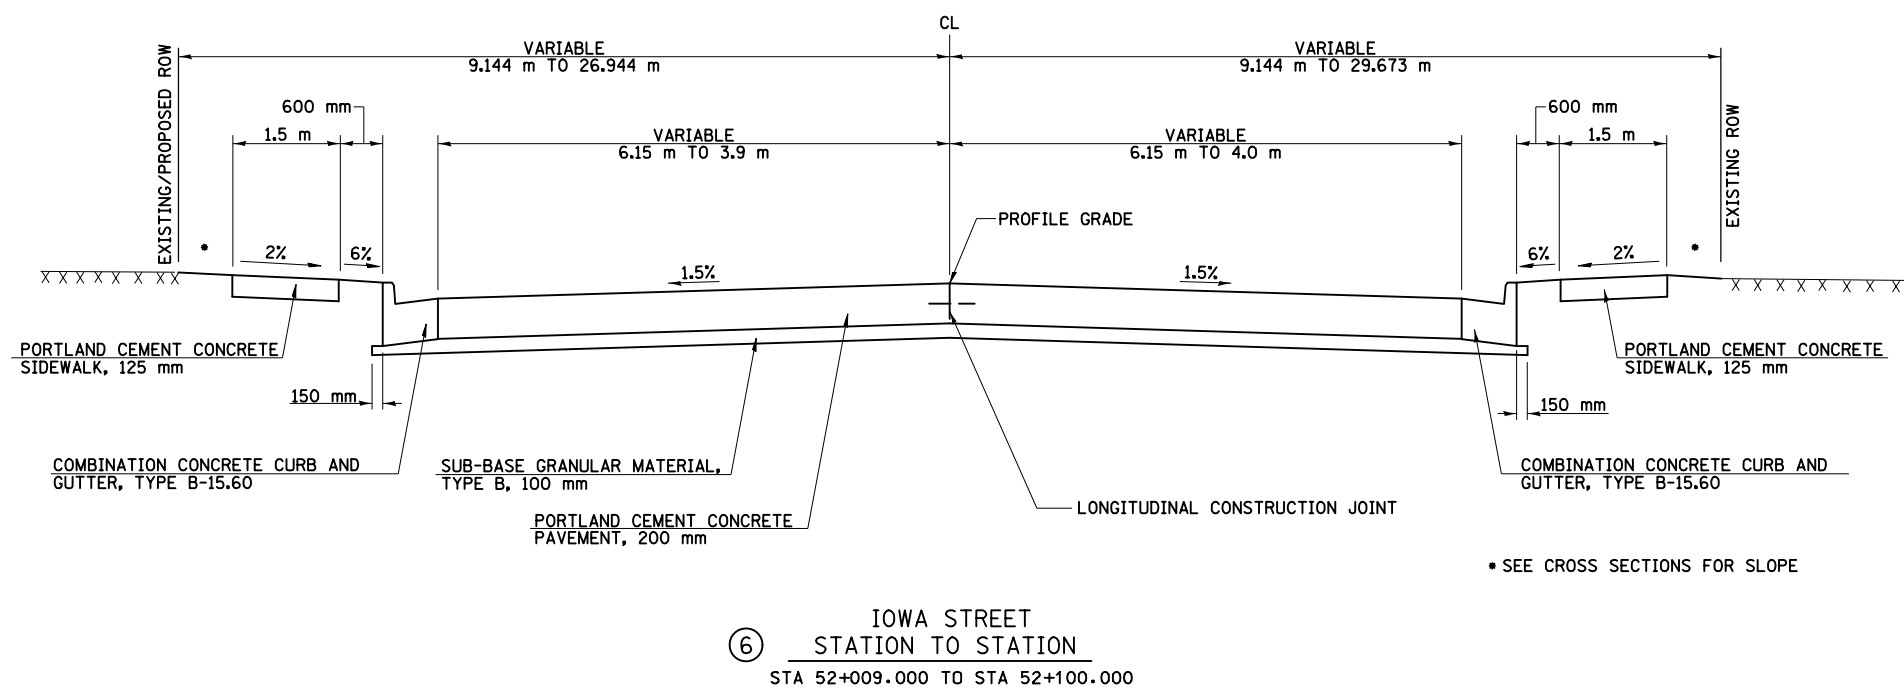 CL
VARIABLE
9.144 m TO 26.944 m
VARIABLE
9.144 m TO 29.673 m
EXISTING/PROPOSED ROW
EXISTING ROW
600 mm
1.5 m
VARIABLE
6.15 m TO 3.9 m
VARIABLE
6.15 m TO 4.0 m
600 mm
1.5 m
PROFILE GRADE
*
2%
6%
1.5%
1.5%
6%
2%
*
PORTLAND CEMENT CONCRETE
SIDEWALK, 125 mm
PORTLAND CEMENT CONCRETE
SIDEWALK, 125 mm
150 mm
150 mm
COMBINATION CONCRETE CURB AND
GUTTER, TYPE B-15.60
SUB-BASE GRANULAR MATERIAL,
TYPE B, 100 mm
PORTLAND CEMENT CONCRETE
PAVEMENT, 200 mm
LONGITUDINAL CONSTRUCTION JOINT
COMBINATION CONCRETE CURB AND
GUTTER, TYPE B-15.60
* SEE CROSS SECTIONS FOR SLOPE
IOWA STREET
6 STATION TO STATION
STA 52+009.000 TO STA 52+100.000